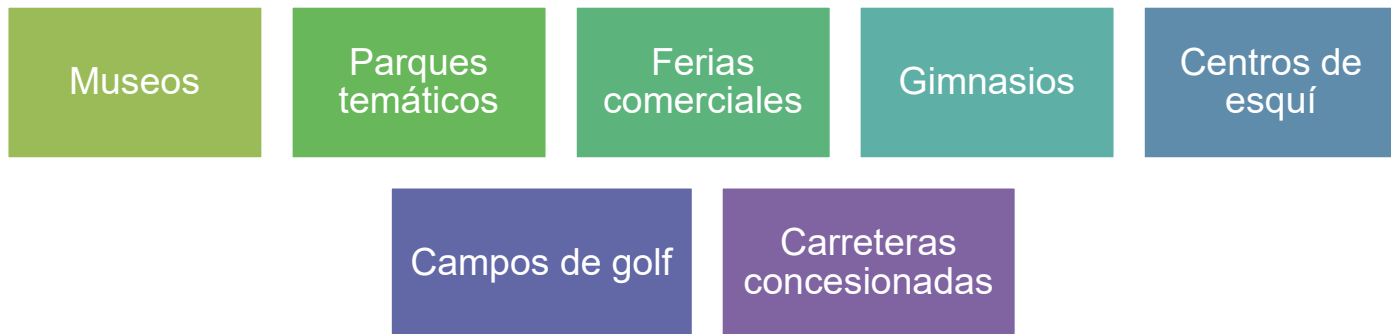 Museos
Parques
temáticos
Ferias
comerciales
Gimnasios
Centros de
esquí
Campos de golf
Carreteras
concesionadas